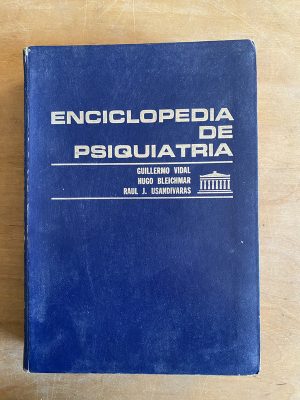 ENCICLOPEDIA
DE
PSIQUIATRIA
GUILLERMO VIDAL
HUGO BLEICHMAR
RAUL J. USANDIVARAS